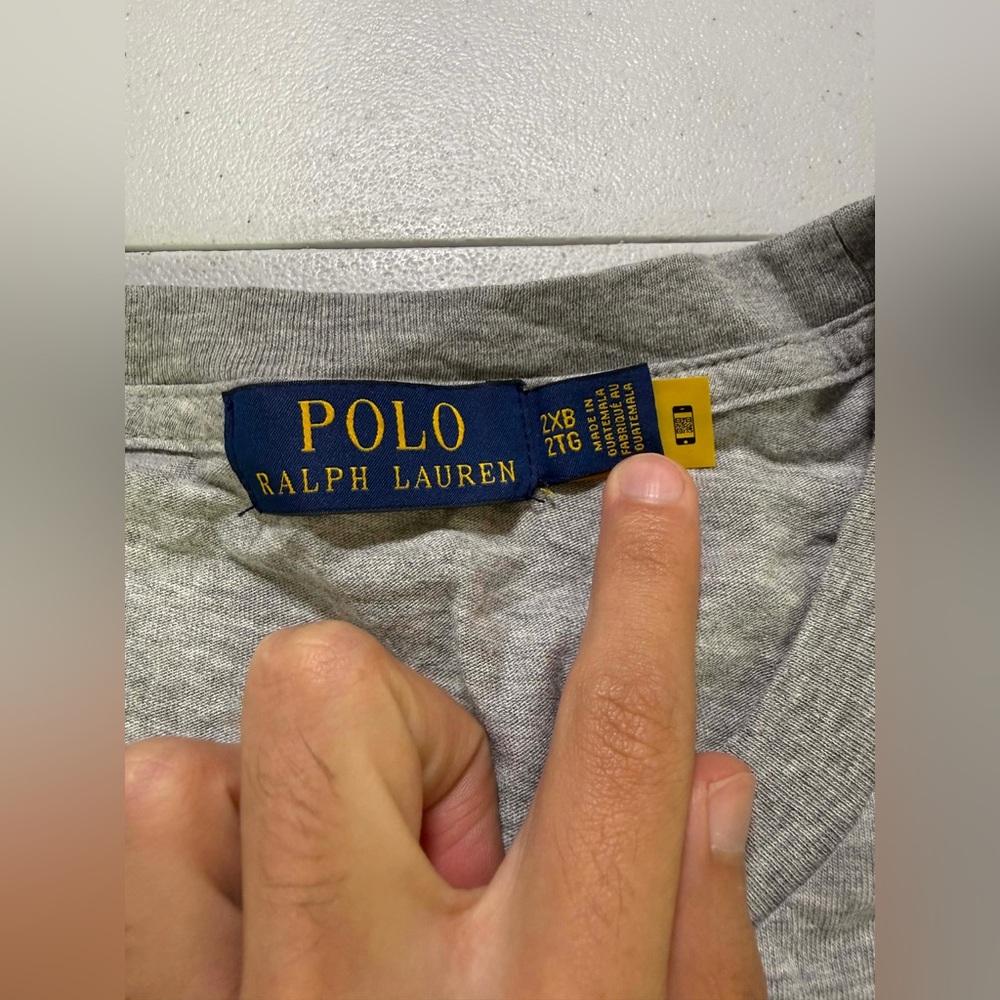 POLO
RALPH LAUREN
2XB
2TG
MADE IN
GUATEMALA
FABRIQUÉ AU
GUATEMALA